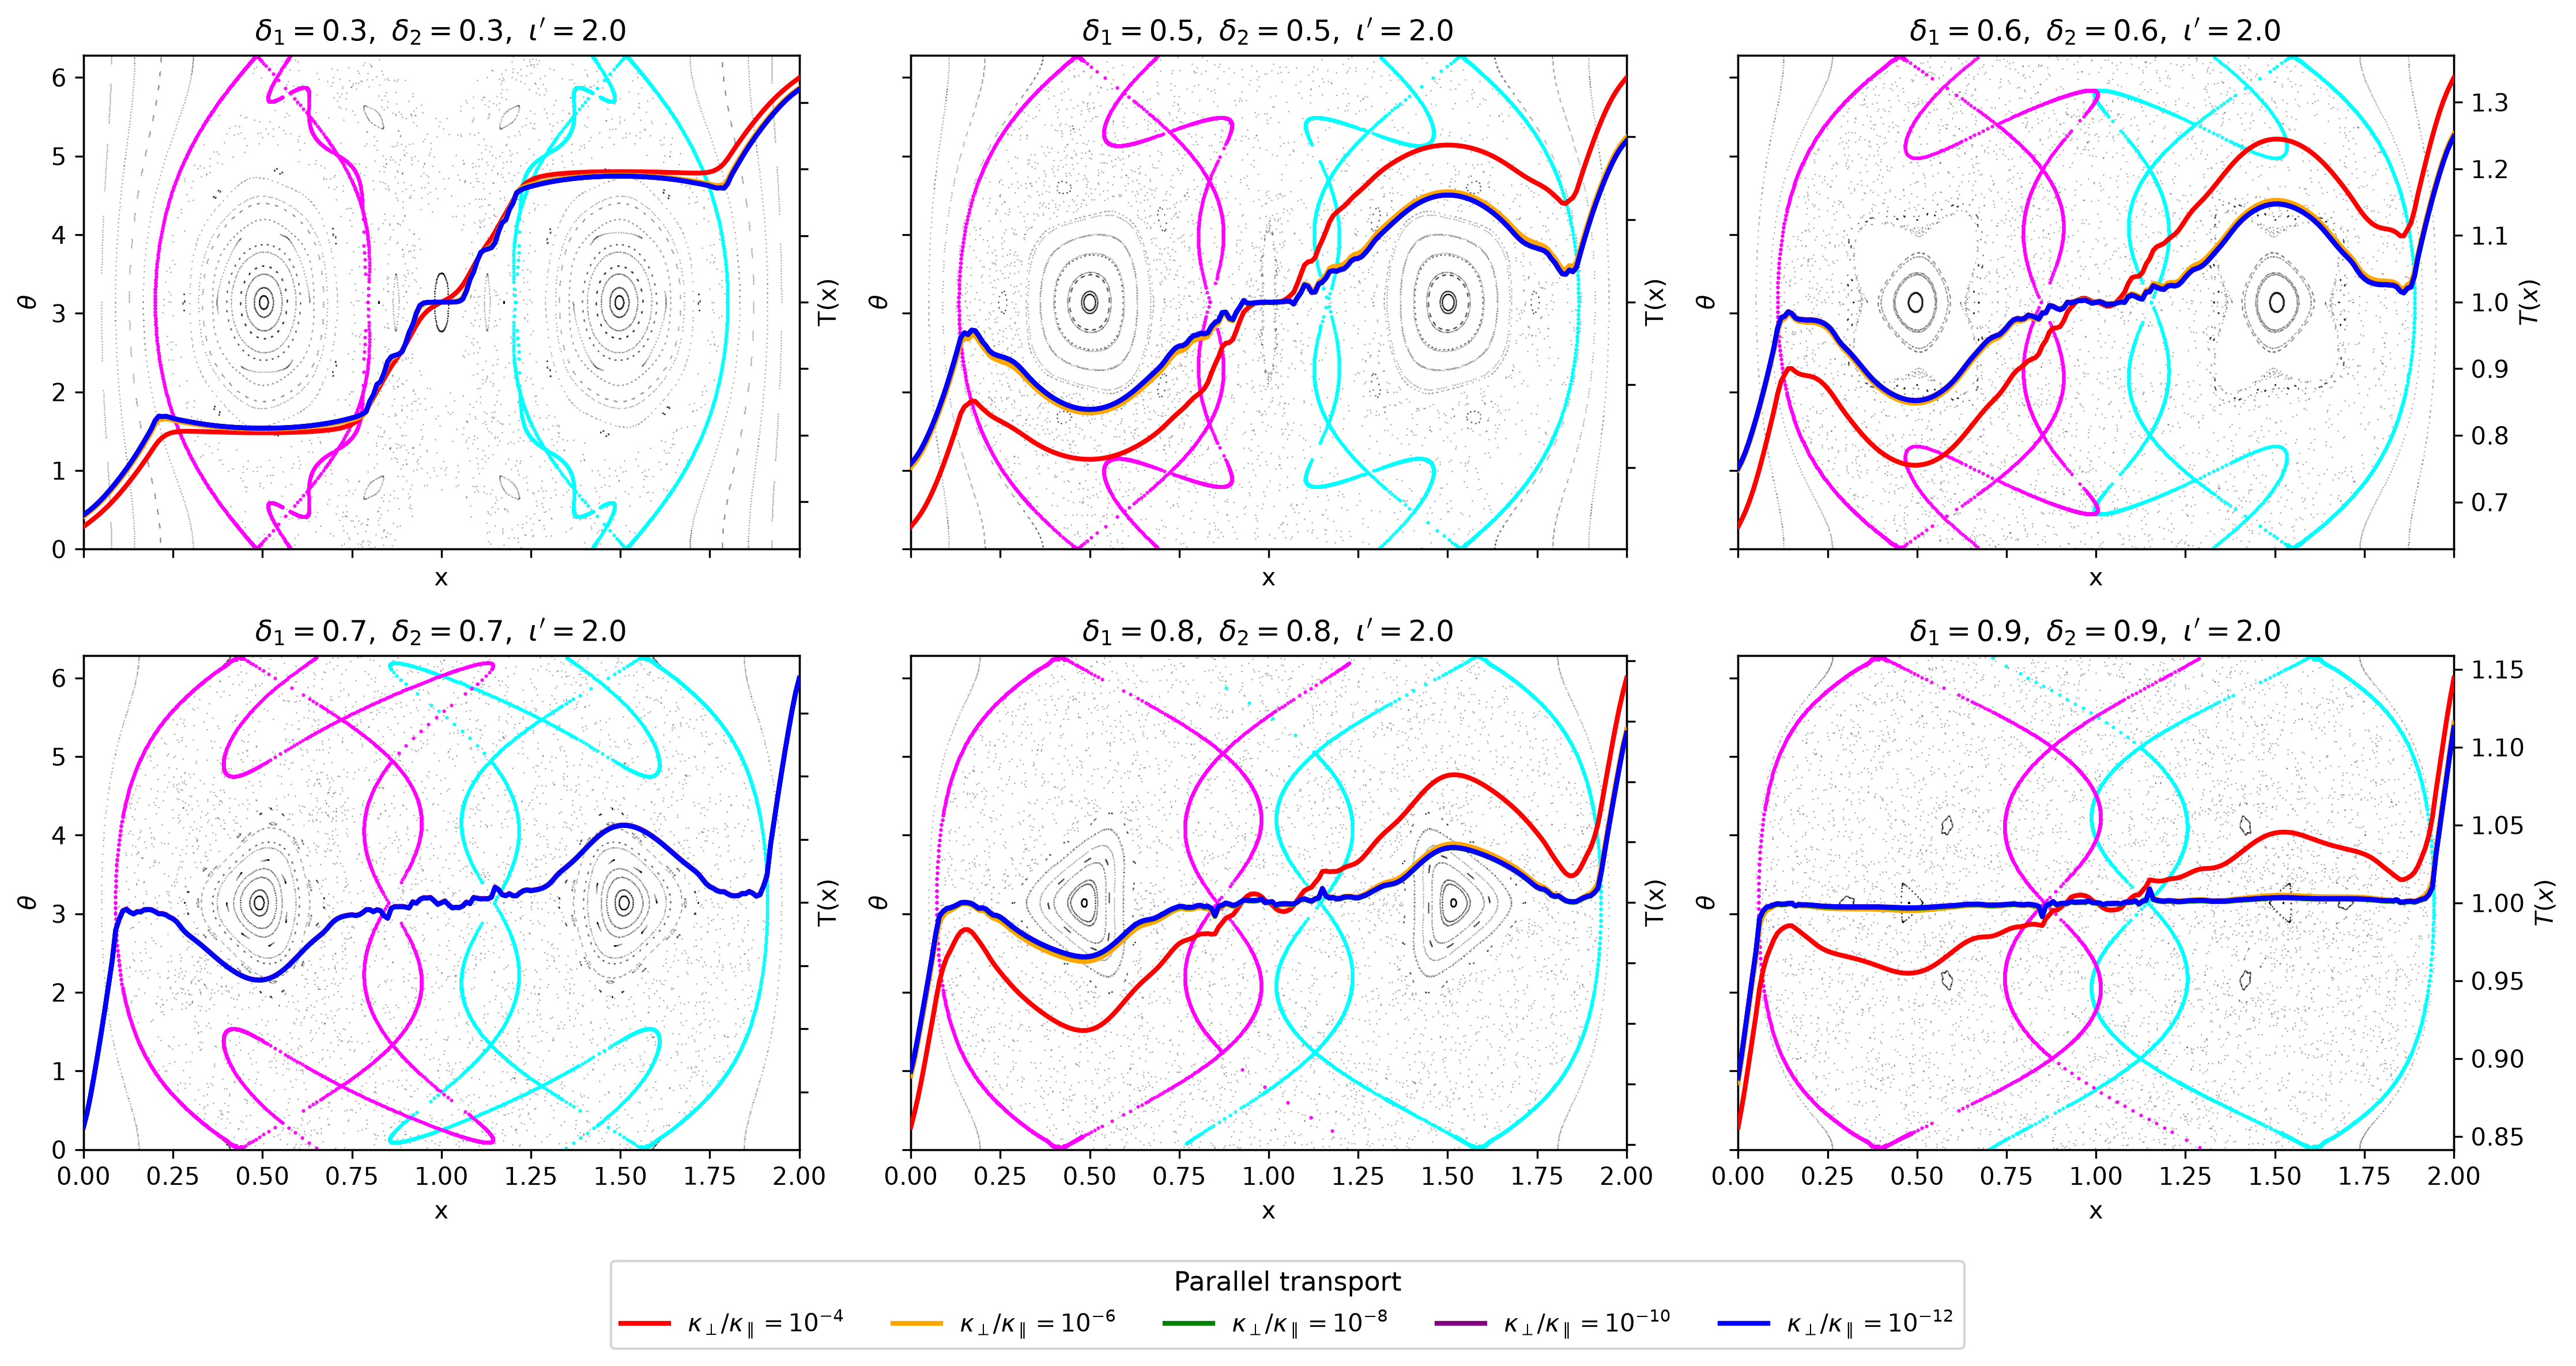 δ₁ = 0.3, δ₂ = 0.3, ι′ = 2.0
δ₁ = 0.5, δ₂ = 0.5, ι′ = 2.0
δ₁ = 0.6, δ₂ = 0.6, ι′ = 2.0
6
5
4
3
2
1
0
θ
x
T(x)
θ
x
T(x)
θ
x
1.3
1.2
1.1
1.0
0.9
0.8
0.7
T(x)
δ₁ = 0.7, δ₂ = 0.7, ι′ = 2.0
δ₁ = 0.8, δ₂ = 0.8, ι′ = 2.0
δ₁ = 0.9, δ₂ = 0.9, ι′ = 2.0
6
5
4
3
2
1
0
θ
0.00 0.25 0.50 0.75 1.00 1.25 1.50 1.75 2.00
x
T(x)
θ
0.00 0.25 0.50 0.75 1.00 1.25 1.50 1.75 2.00
x
T(x)
θ
0.00 0.25 0.50 0.75 1.00 1.25 1.50 1.75 2.00
x
1.15
1.10
1.05
1.00
0.95
0.90
0.85
T(x)
Parallel transport
κ⊥/κ∥ = 10⁻⁴ κ⊥/κ∥ = 10⁻⁶ κ⊥/κ∥ = 10⁻⁸ κ⊥/κ∥ = 10⁻¹⁰ κ⊥/κ∥ = 10⁻¹²